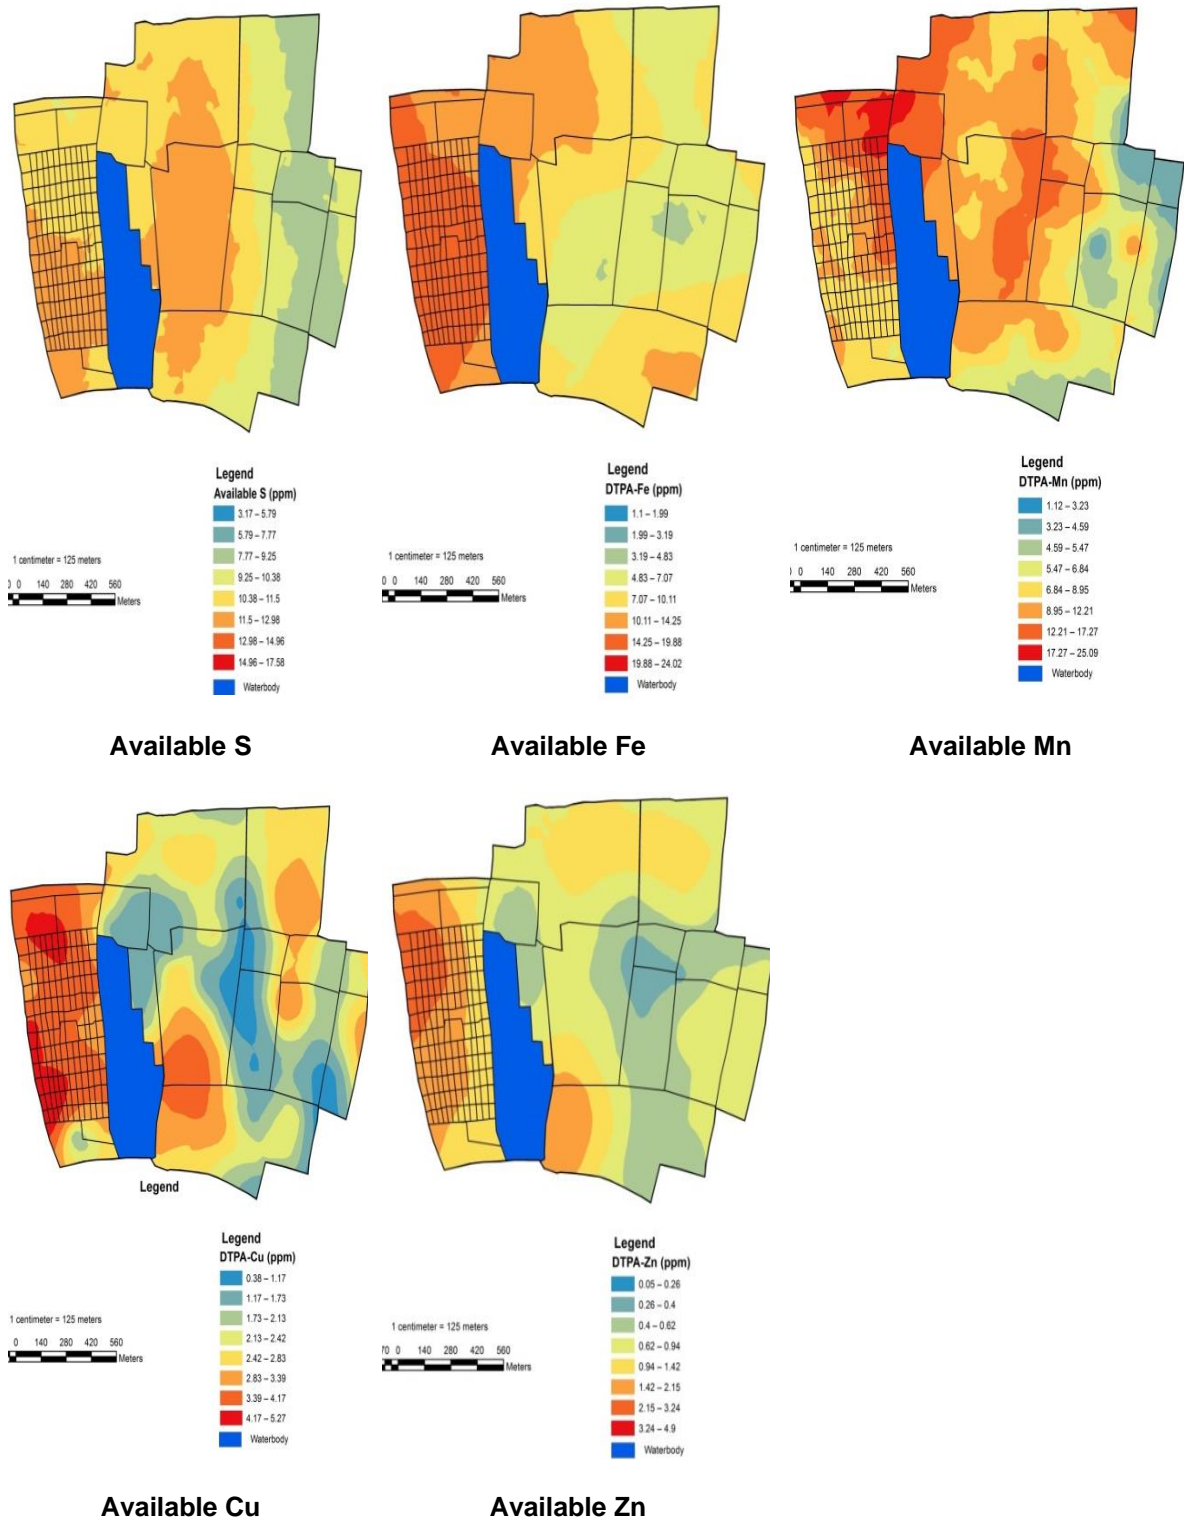 Legend
Available S (ppm)
3.17 – 5.79
5.79 – 7.77
7.77 – 9.25
9.25 – 10.38
10.38 – 11.5
11.5 – 12.98
12.98 – 14.96
14.96 – 17.58
Waterbody
1 centimeter = 125 meters
0 0 140 280 420 560
Meters
Legend
DTPA-Fe (ppm)
1.1 – 1.99
1.99 – 3.19
3.19 – 4.83
4.83 – 7.07
7.07 – 10.11
10.11 – 14.25
14.25 – 19.88
19.88 – 24.02
Waterbody
1 centimeter = 125 meters
0 0 140 280 420 560
Meters
Legend
DTPA-Mn (ppm)
1.12 – 3.23
3.23 – 4.59
4.59 – 5.47
5.47 – 6.84
6.84 – 8.95
8.95 – 12.21
12.21 – 17.27
17.27 – 25.09
Waterbody
1 centimeter = 125 meters
0 0 140 280 420 560
Meters
Available S
Available Fe
Available Mn
Legend
Legend
DTPA-Cu (ppm)
0.38 – 1.17
1.17 – 1.73
1.73 – 2.13
2.13 – 2.42
2.42 – 2.83
2.83 – 3.39
3.39 – 4.17
4.17 – 5.27
Waterbody
1 centimeter = 125 meters
0 140 280 420 560
Meters
Legend
DTPA-Zn (ppm)
0.05 – 0.26
0.26 – 0.4
0.4 – 0.62
0.62 – 0.94
0.94 – 1.42
1.42 – 2.15
2.15 – 3.24
3.24 – 4.9
Waterbody
1 centimeter = 125 meters
70 0 140 280 420 560
Meters
Available Cu
Available Zn